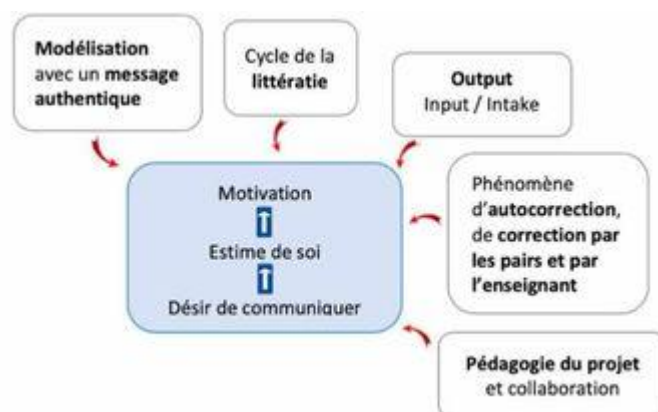 Modélisation
avec un message
authentique
Cycle de la
littératie
Output
Input / Intake
Motivation
Estime de soi
Désir de communiquer
Phénomène
d'autocorrection,
de correction par
les pairs et par
l'enseignant
Pédagogie du projet
et collaboration